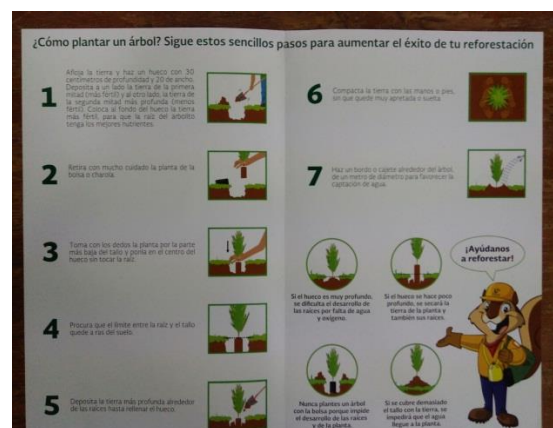 ¿Cómo plantar un árbol? Sigue estos sencillos pasos para aumentar el éxito de tu reforestación
1
Afloja la tierra y haz un hueco con 30
centímetros de profundidad y 20 de ancho.
Deposita a un lado la tierra de la primera
mitad (más fértil) y al otro lado, la tierra de
la segunda mitad más profunda (menos
fértil). Coloca al fondo del hueco la tierra
más fértil, para que la raíz del arbolito
tenga los mejores nutrientes.
2
Retira con mucho cuidado la planta de la
bolsa o charola.
3
Toma con los dedos la planta por la parte
más baja del tallo y ponla en el centro del
hueco sin tocar la raíz.
4
Procura que el límite entre la raíz y el tallo
quede a ras del suelo.
5
Deposita la tierra más profunda alrededor
de las raíces hasta rellenar el hueco.
6
Compacta la tierra con las manos o pies,
sin que quede muy apretada o suelta.
7
Haz un bordo o cajete alrededor del árbol,
de un metro de diámetro para favorecer la
captación de agua.
¡Ayúdanos
a reforestar!
Si el hueco es muy profundo,
se dificulta el desarrollo de
las raíces por falta de agua
y oxígeno.
Si el hueco se hace poco
profundo, se secará la
tierra de la planta y
también sus raíces.
Nunca plantes un árbol
con la bolsa porque impide
el desarrollo de las raíces
y de la planta.
Si se cubre demasiado
el tallo con la tierra, se
impedirá que el agua
llegue a la planta.